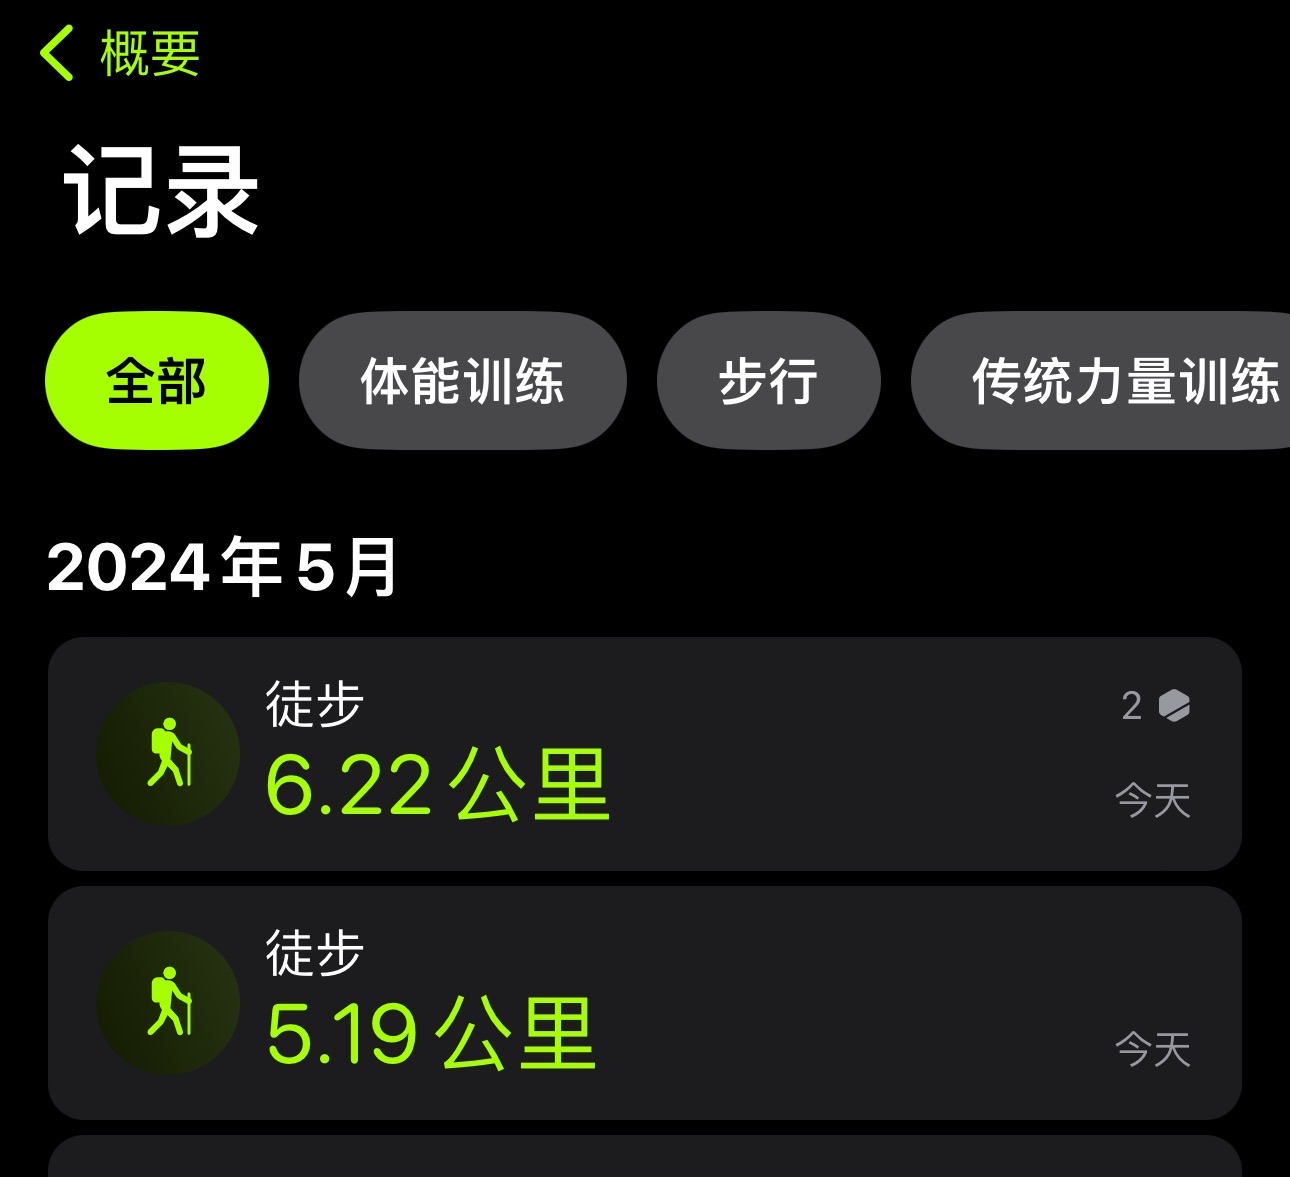 概要
记录
全部 体能训练 步行 传统力量训练
2024年5月
徒步
2
6.22公里
今天
徒步
5.19公里
今天